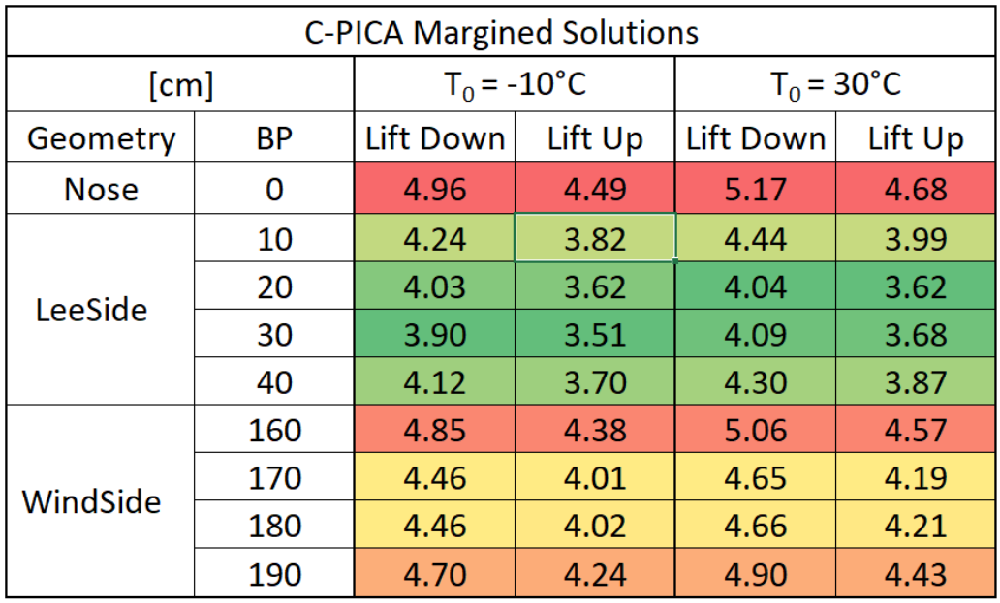 C-PICA Margined Solutions
[cm] T₀ = -10°C T₀ = 30°C
Geometry BP Lift Down Lift Up Lift Down Lift Up
Nose 0 4.96 4.49 5.17 4.68
LeeSide
10 4.24 3.82 4.44 3.99
20 4.03 3.62 4.04 3.62
30 3.90 3.51 4.09 3.68
40 4.12 3.70 4.30 3.87
WindSide
160 4.85 4.38 5.06 4.57
170 4.46 4.01 4.65 4.19
180 4.46 4.02 4.66 4.21
190 4.70 4.24 4.90 4.43